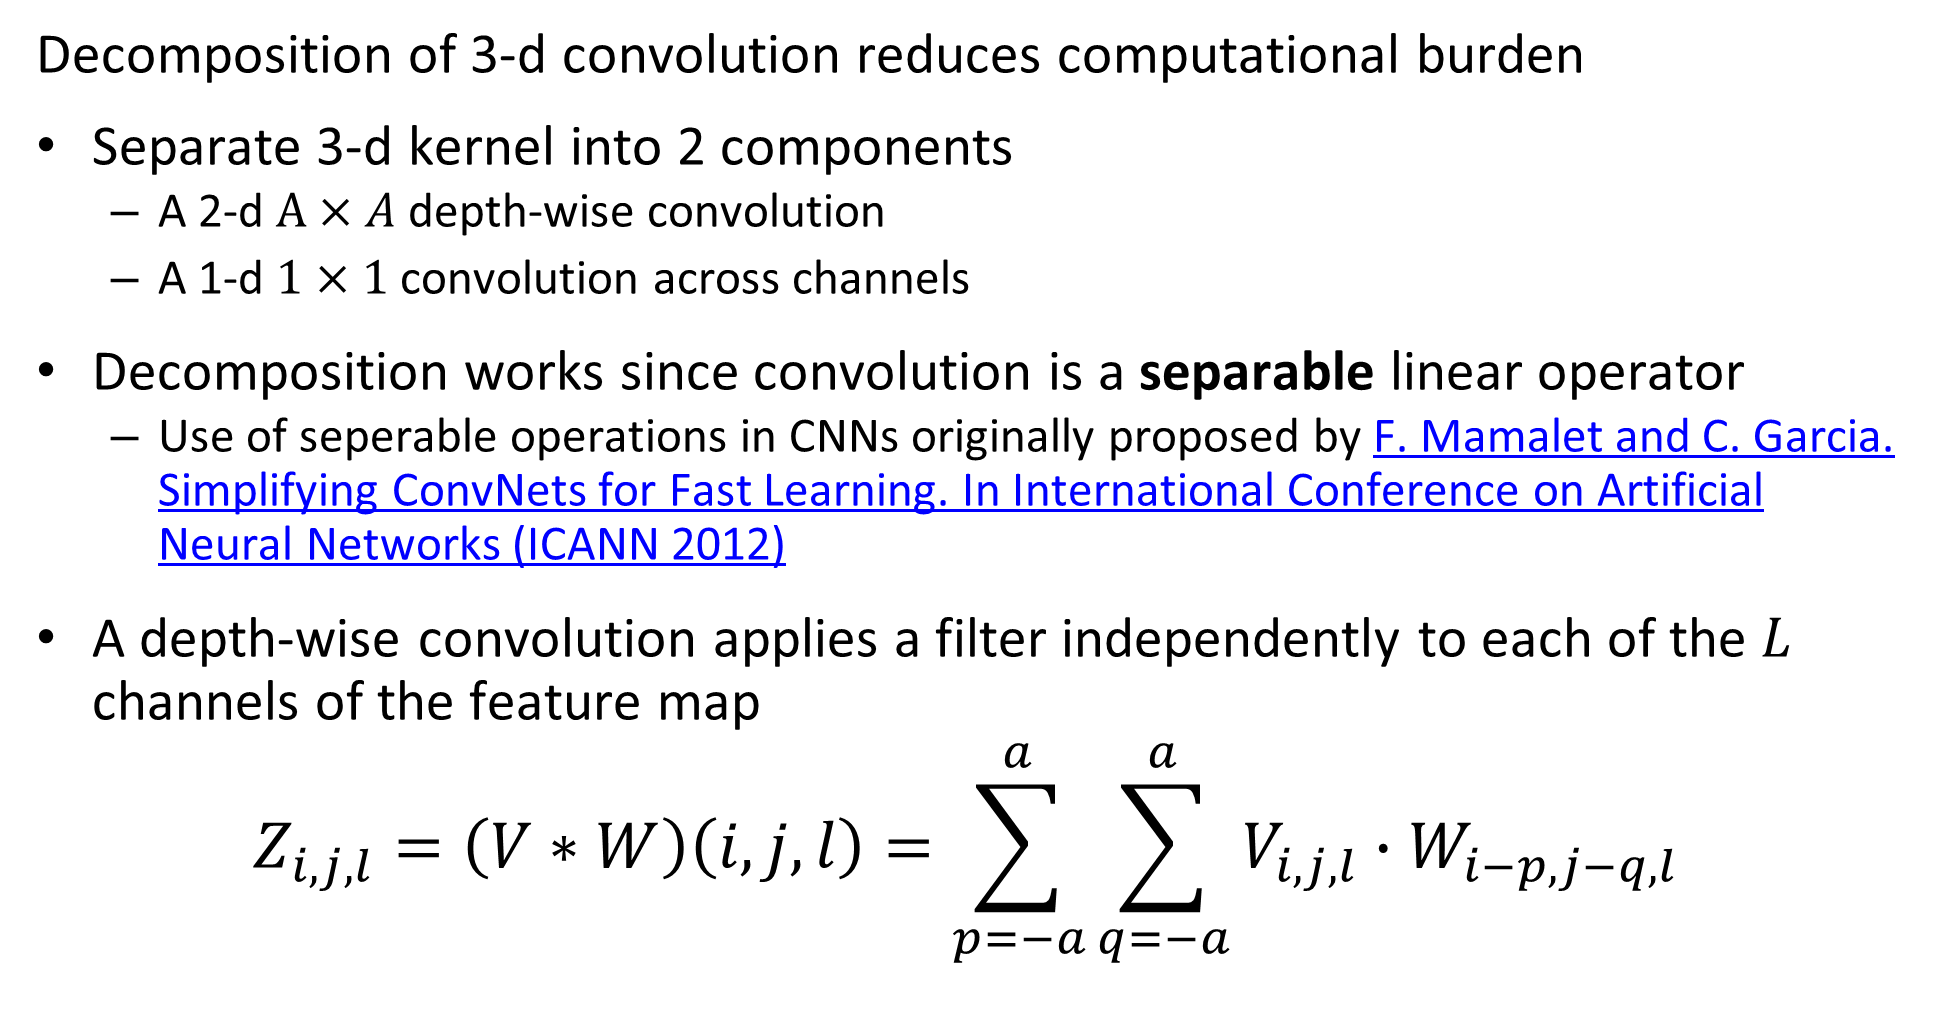 Decomposition of 3-d convolution reduces computational burden
• Separate 3-d kernel into 2 components
– A 2-d A × A depth-wise convolution
– A 1-d 1 × 1 convolution across channels
• Decomposition works since convolution is a separable linear operator
– Use of seperable operations in CNNs originally proposed by F. Mamalet and C. Garcia.
Simplifying ConvNets for Fast Learning. In International Conference on Artificial
Neural Networks (ICANN 2012)
• A depth-wise convolution applies a filter independently to each of the L
channels of the feature map
Z_{i,j,l} = (V * W)(i, j, l) = \sum_{p=-a}^{a} \sum_{q=-a}^{a} V_{i,j,l} · W_{i-p,j-q,l}